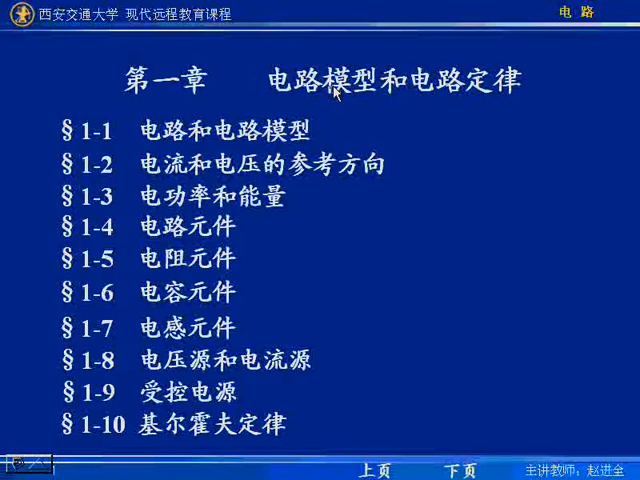 西安交通大学 现代远程教育课程
电 路
第一章 电路模型和电路定律
§1-1 电路和电路模型
§1-2 电流和电压的参考方向
§1-3 电功率和能量
§1-4 电路元件
§1-5 电阻元件
§1-6 电容元件
§1-7 电感元件
§1-8 电压源和电流源
§1-9 受控电源
§1-10 基尔霍夫定律
上页 下页 主讲教师：赵进全